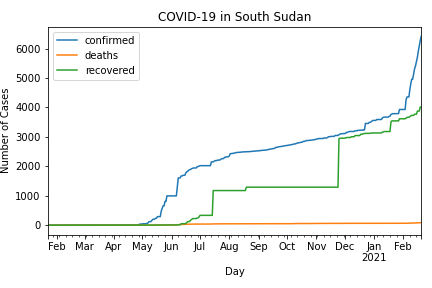 COVID-19 in South Sudan
confirmed
deaths
recovered
Number of Cases
6000
5000
4000
3000
2000
1000
0
Feb Mar Apr May Jun Jul Aug Sep Oct Nov Dec Jan Feb
2021
Day